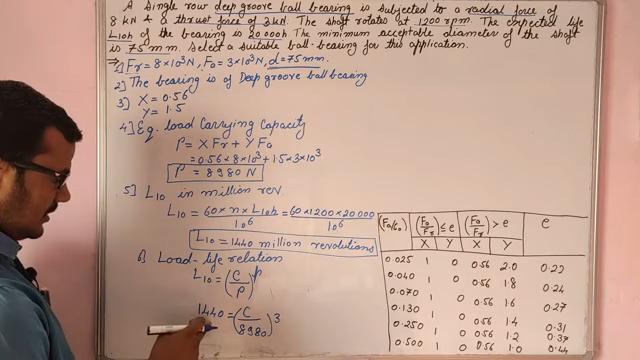 A single row deep groove ball bearing is subjected to a radial force of
8 kN & a thrust force of 3kN. The shaft rotates at 1200 rpm. The expected life
L10h of the bearing is 20000h The minimum acceptable diameter of the shaft
is 75mm. Select a suitable ball-bearing for this application.
⇒
1] Fr = 8×10³N, Fa = 3×10³N, d=75mm.
2] The bearing is of Deep groove ball bearing
3] X = 0.56
Y = 1.5
4] Eq. load Carrying Capacity
P = X Fr + Y Fa
= 0.56×8×10³ + 1.5×3×10³
P = 8980 N
5] L10 in million rev.
L10 = 60×n×L10h / 10⁶ = 60×1200×20000 / 10⁶
L10 = 1440 million revolutions
6] Load-life relation
L10 = (C/P)^p
1440 = (C/8980)³
(Fa/Co) (Fa/Fr) ≤ e (Fa/Fr) > e e
X Y X Y
0.025 1 0 0.56 2.0 0.22
0.040 1 0 0.56 1.8 0.24
0.070 1 0 0.56 1.6 0.27
0.130 1 0 0.56 1.4 0.31
0.250 1 0 0.56 1.2 0.37
0.500 1 0 0.56 1.0 0.44